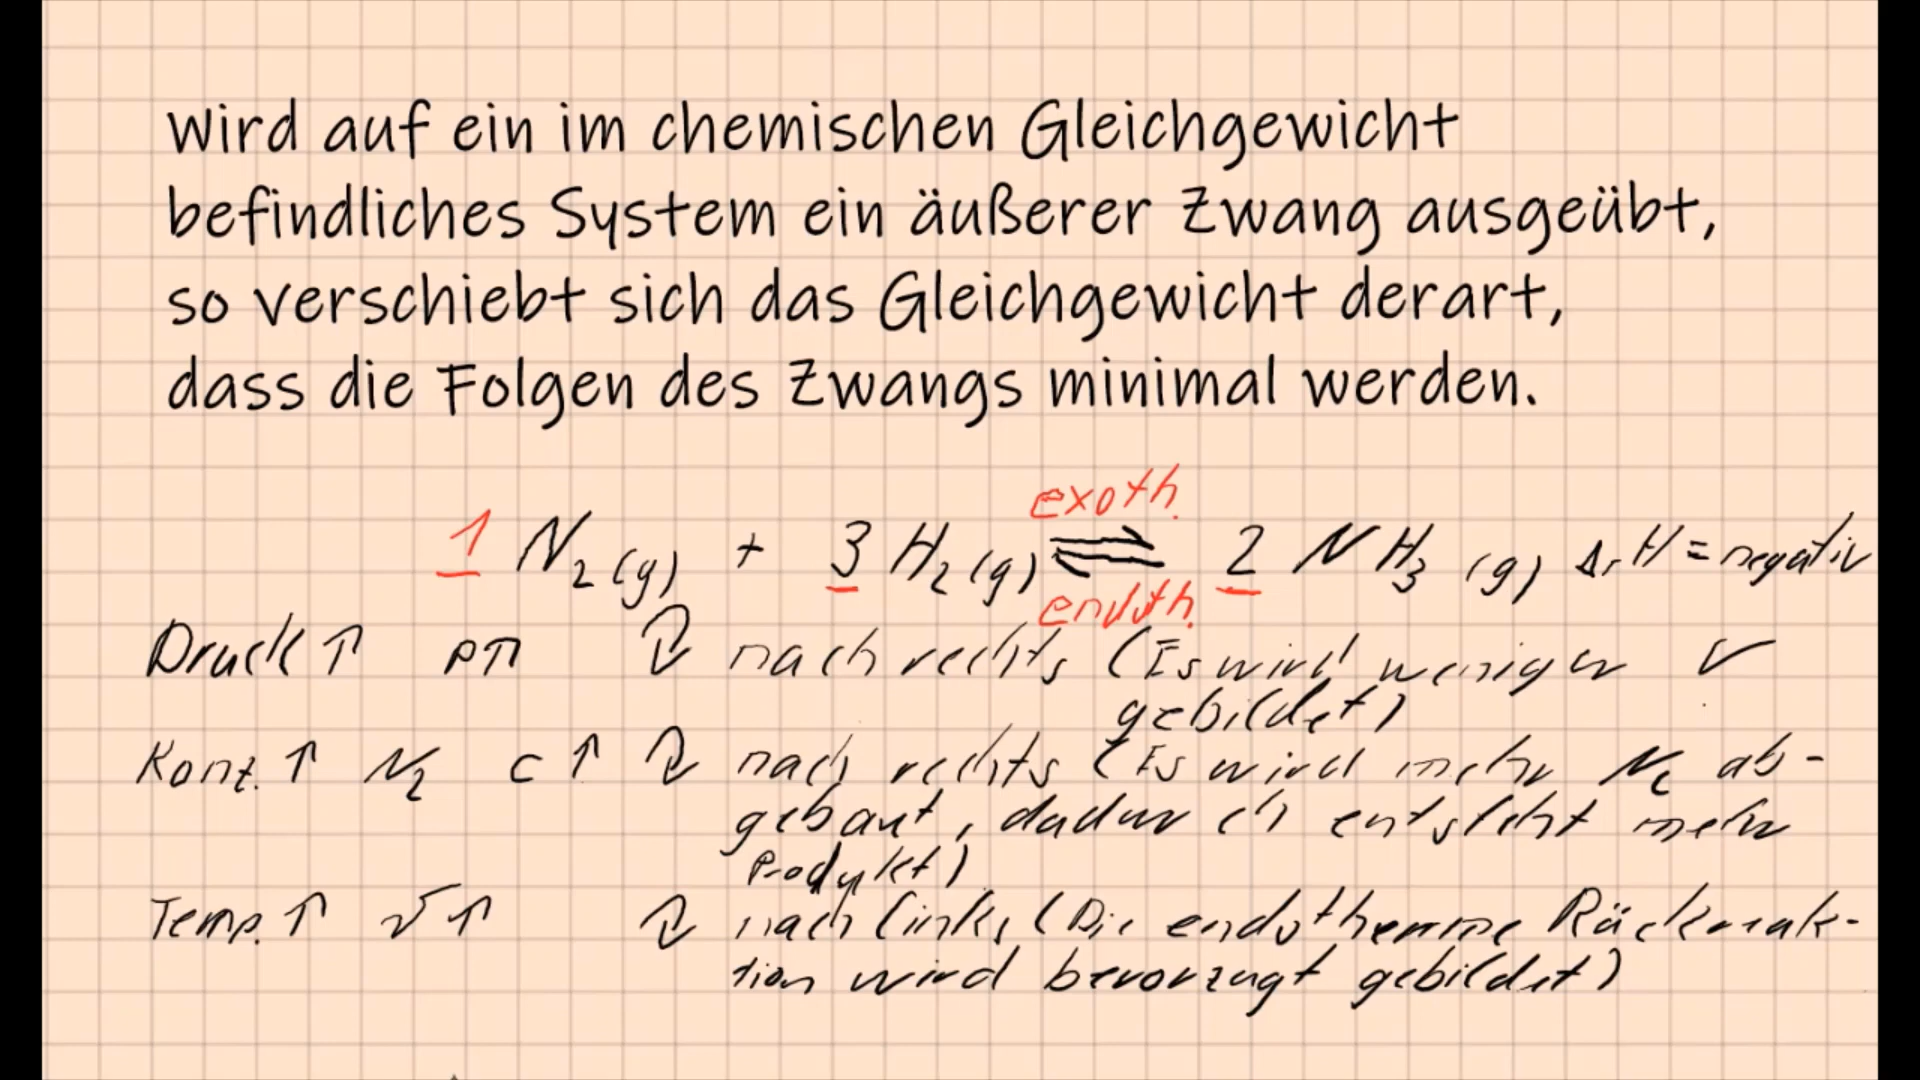 Wird auf ein im chemischen Gleichgewicht
befindliches System ein äußerer Zwang ausgeübt,
so verschiebt sich das Gleichgewicht derart,
dass die Folgen des Zwangs minimal werden.
exoth.
1 N₂ (g) + 3 H₂ (g) ⇌ 2 NH₃ (g) ΔrH = negativ
endoth.
Druck ↑ p↑ nach rechts (Es wird weniger V
gebildet)
Konz. ↑ N₂ c ↑ nach rechts (Es wird mehr N₂ ab-
gebaut, dadurch entsteht mehr
Produkt)
Temp. ↑ ↑ nach links (Die endotherme Rückreak-
tion wird bevorzugt gebildet)